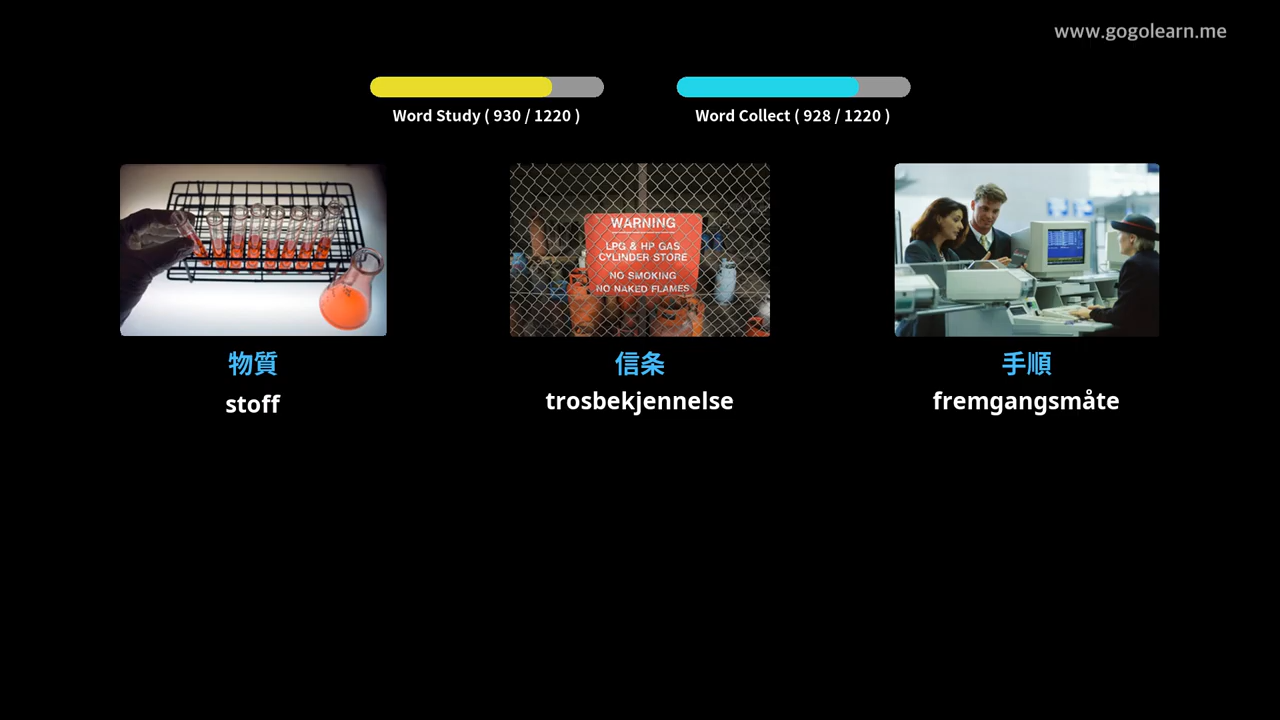 www.gogolearn.me
Word Study ( 930 / 1220 )
Word Collect ( 928 / 1220 )
WARNING
LPG & HP GAS
CYLINDER STORE
NO SMOKING
NO NAKED FLAMES
物質
信条
手順
stoff
trosbekjennelse
fremgangsmåte